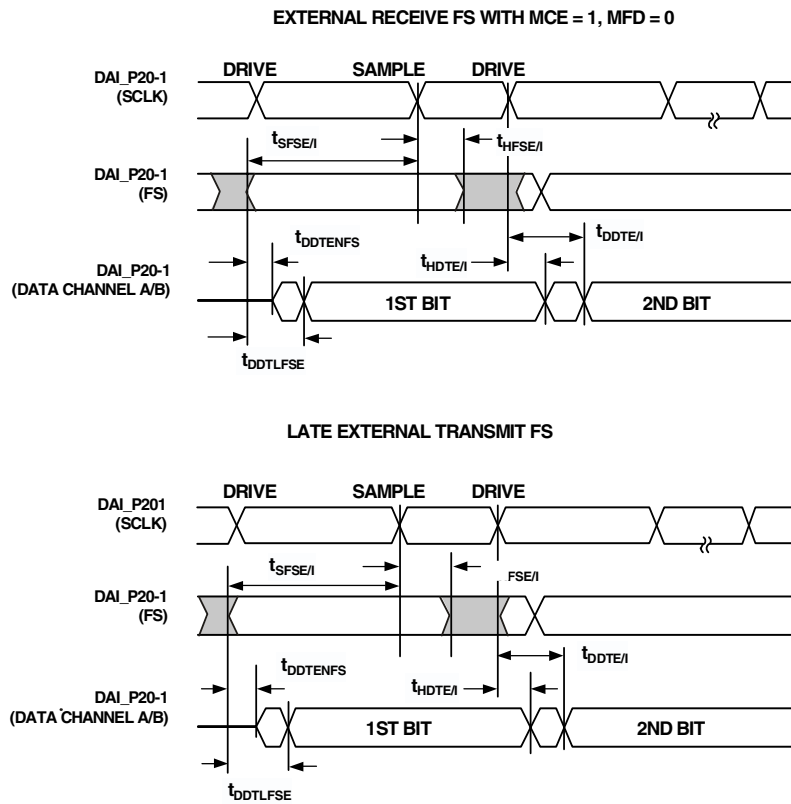 EXTERNAL RECEIVE FS WITH MCE = 1, MFD = 0
DRIVE SAMPLE DRIVE
DAI_P20-1
(SCLK)
tSFSE/I
tHFSE/I
DAI_P20-1
(FS)
tDDTENFS
tDDTE/I
tHDTE/I
DAI_P20-1
(DATA CHANNEL A/B)
1ST BIT 2ND BIT
tDDTLFSE
LATE EXTERNAL TRANSMIT FS
DRIVE SAMPLE DRIVE
DAI_P201
(SCLK)
tSFSE/I
FSE/I
DAI_P20-1
(FS)
tDDTENFS
tDDTE/I
tHDTE/I
DAI_P20-1
(DATA CHANNEL A/B)
1ST BIT 2ND BIT
tDDTLFSE